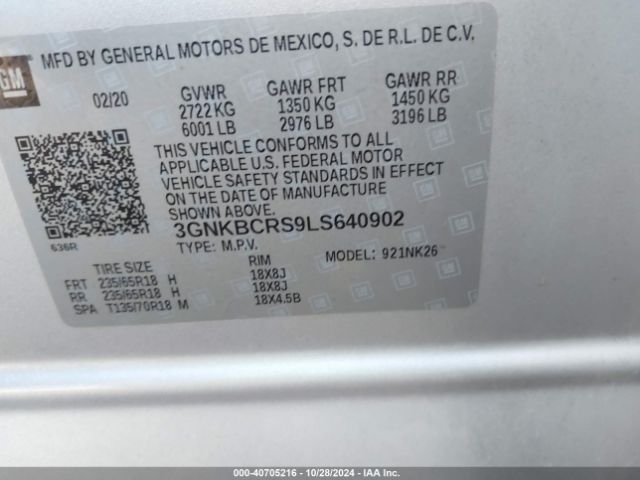 GM
MFD BY GENERAL MOTORS DE MEXICO, S. DE R.L. DE C.V.
02/20 GVWR GAWR FRT GAWR RR
2722 KG 1350 KG 1450 KG
6001 LB 2976 LB 3196 LB
THIS VEHICLE CONFORMS TO ALL
APPLICABLE U.S. FEDERAL MOTOR
VEHICLE SAFETY STANDARDS IN EFFECT
ON THE DATE OF MANUFACTURE
SHOWN ABOVE.
3GNKBCRS9LS640902
636R
TYPE: M.P.V. MODEL: 921NK26
TIRE SIZE RIM
FRT 235/65R18 H 18X8J
RR 235/65R18 H 18X8J
SPA T135/70R18 M 18X4.5B
000-40705216 - 10/28/2024 - IAAI.COM